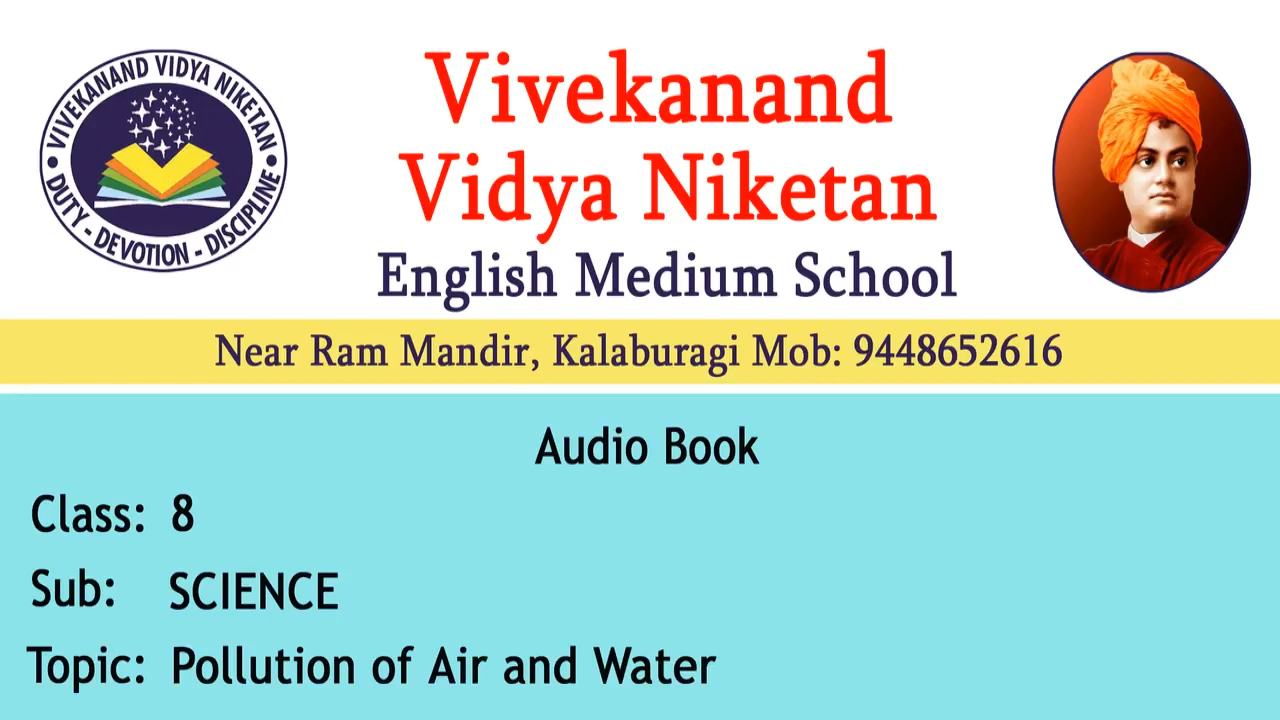 VIVEKANAND VIDYA NIKETAN
DUTY - DEVOTION - DISCIPLINE
Vivekanand
Vidya Niketan
English Medium School
Near Ram Mandir, Kalaburagi Mob: 9448652616
Audio Book
Class: 8
Sub: SCIENCE
Topic: Pollution of Air and Water